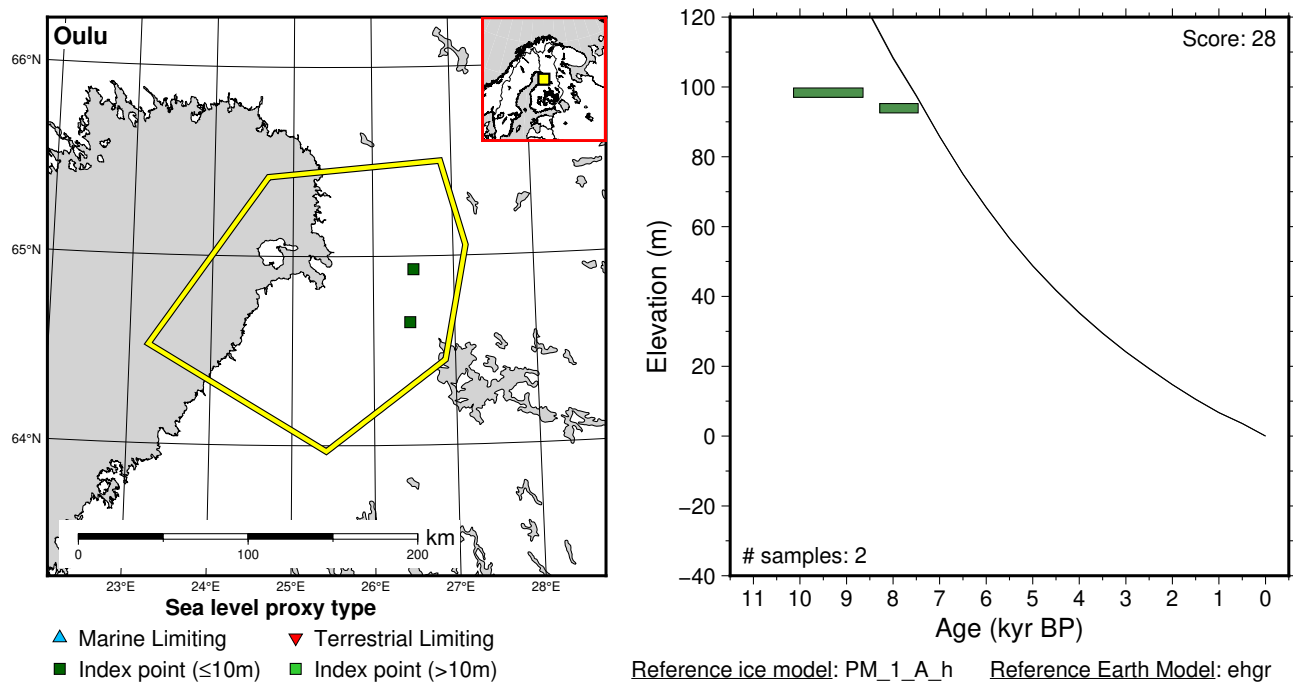 Oulu
66°N
65°N
64°N
0
100
200
km
23°E
24°E
25°E
26°E
27°E
28°E
Sea level proxy type
Marine Limiting
Terrestrial Limiting
Index point (≤10m)
Index point (>10m)
Score: 28
120
100
80
60
40
20
0
−20
−40
Elevation (m)
# samples: 2
11 10 9 8 7 6 5 4 3 2 1 0
Age (kyr BP)
Reference ice model: PM_1_A_h
Reference Earth Model: ehgr